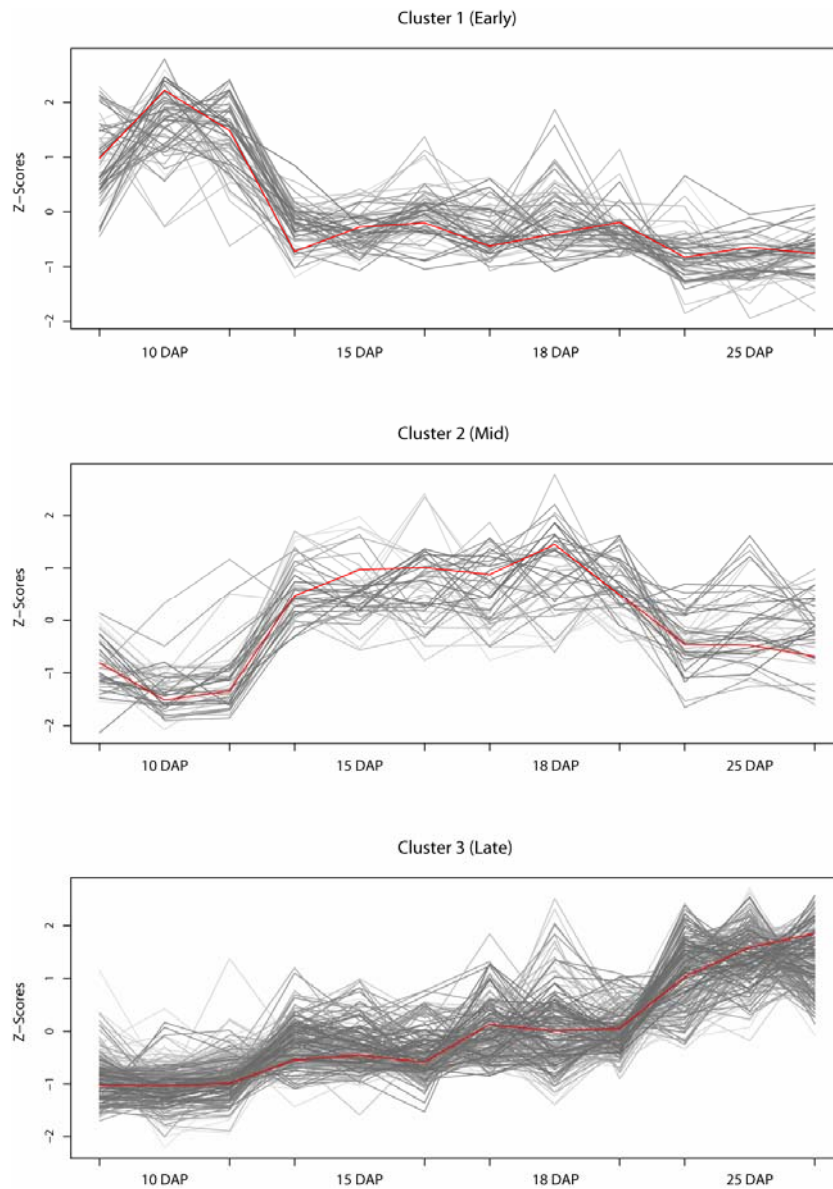 Cluster 1 (Early)
Z-Scores
2
1
0
-1
-2
10 DAP 15 DAP 18 DAP 25 DAP
Cluster 2 (Mid)
Z-Scores
2
1
0
-1
-2
10 DAP 15 DAP 18 DAP 25 DAP
Cluster 3 (Late)
Z-Scores
2
1
0
-1
-2
10 DAP 15 DAP 18 DAP 25 DAP